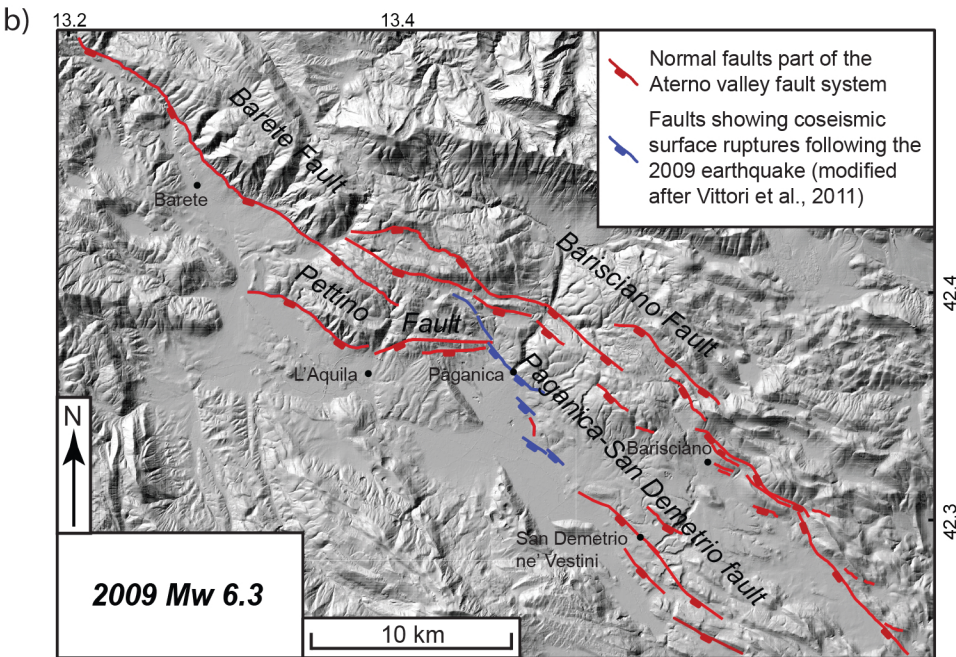 b)
13.2
13.4
Normal faults part of the
Aterno valley fault system
Faults showing coseismic
surface ruptures following the
2009 earthquake (modified
after Vittori et al., 2011)
Barete Fault
Barete
Barisciano Fault
42.4
Pettino
Fault
L'Aquila
Paganica
Paganica-San Demetrio fault
Barisciano
N
42.3
San Demetrio
ne' Vestini
2009 Mw 6.3
10 km